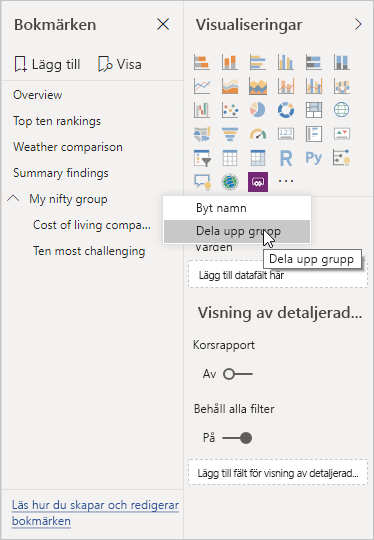 Bokmärken
Lägg till
Visa
Overview
Top ten rankings
Weather comparison
Summary findings
My nifty group
Cost of living compa...
Ten most challenging
Läs hur du skapar och redigerar
bokmärken
Visualiseringar
123
R
Py
...
Byt namn
Dela upp grupp
Värden
Dela upp grupp
Lägg till datafält här
Visning av detaljerad...
Korsrapport
Av
Behåll alla filter
På
Lägg till fält för visning av detaljerad...